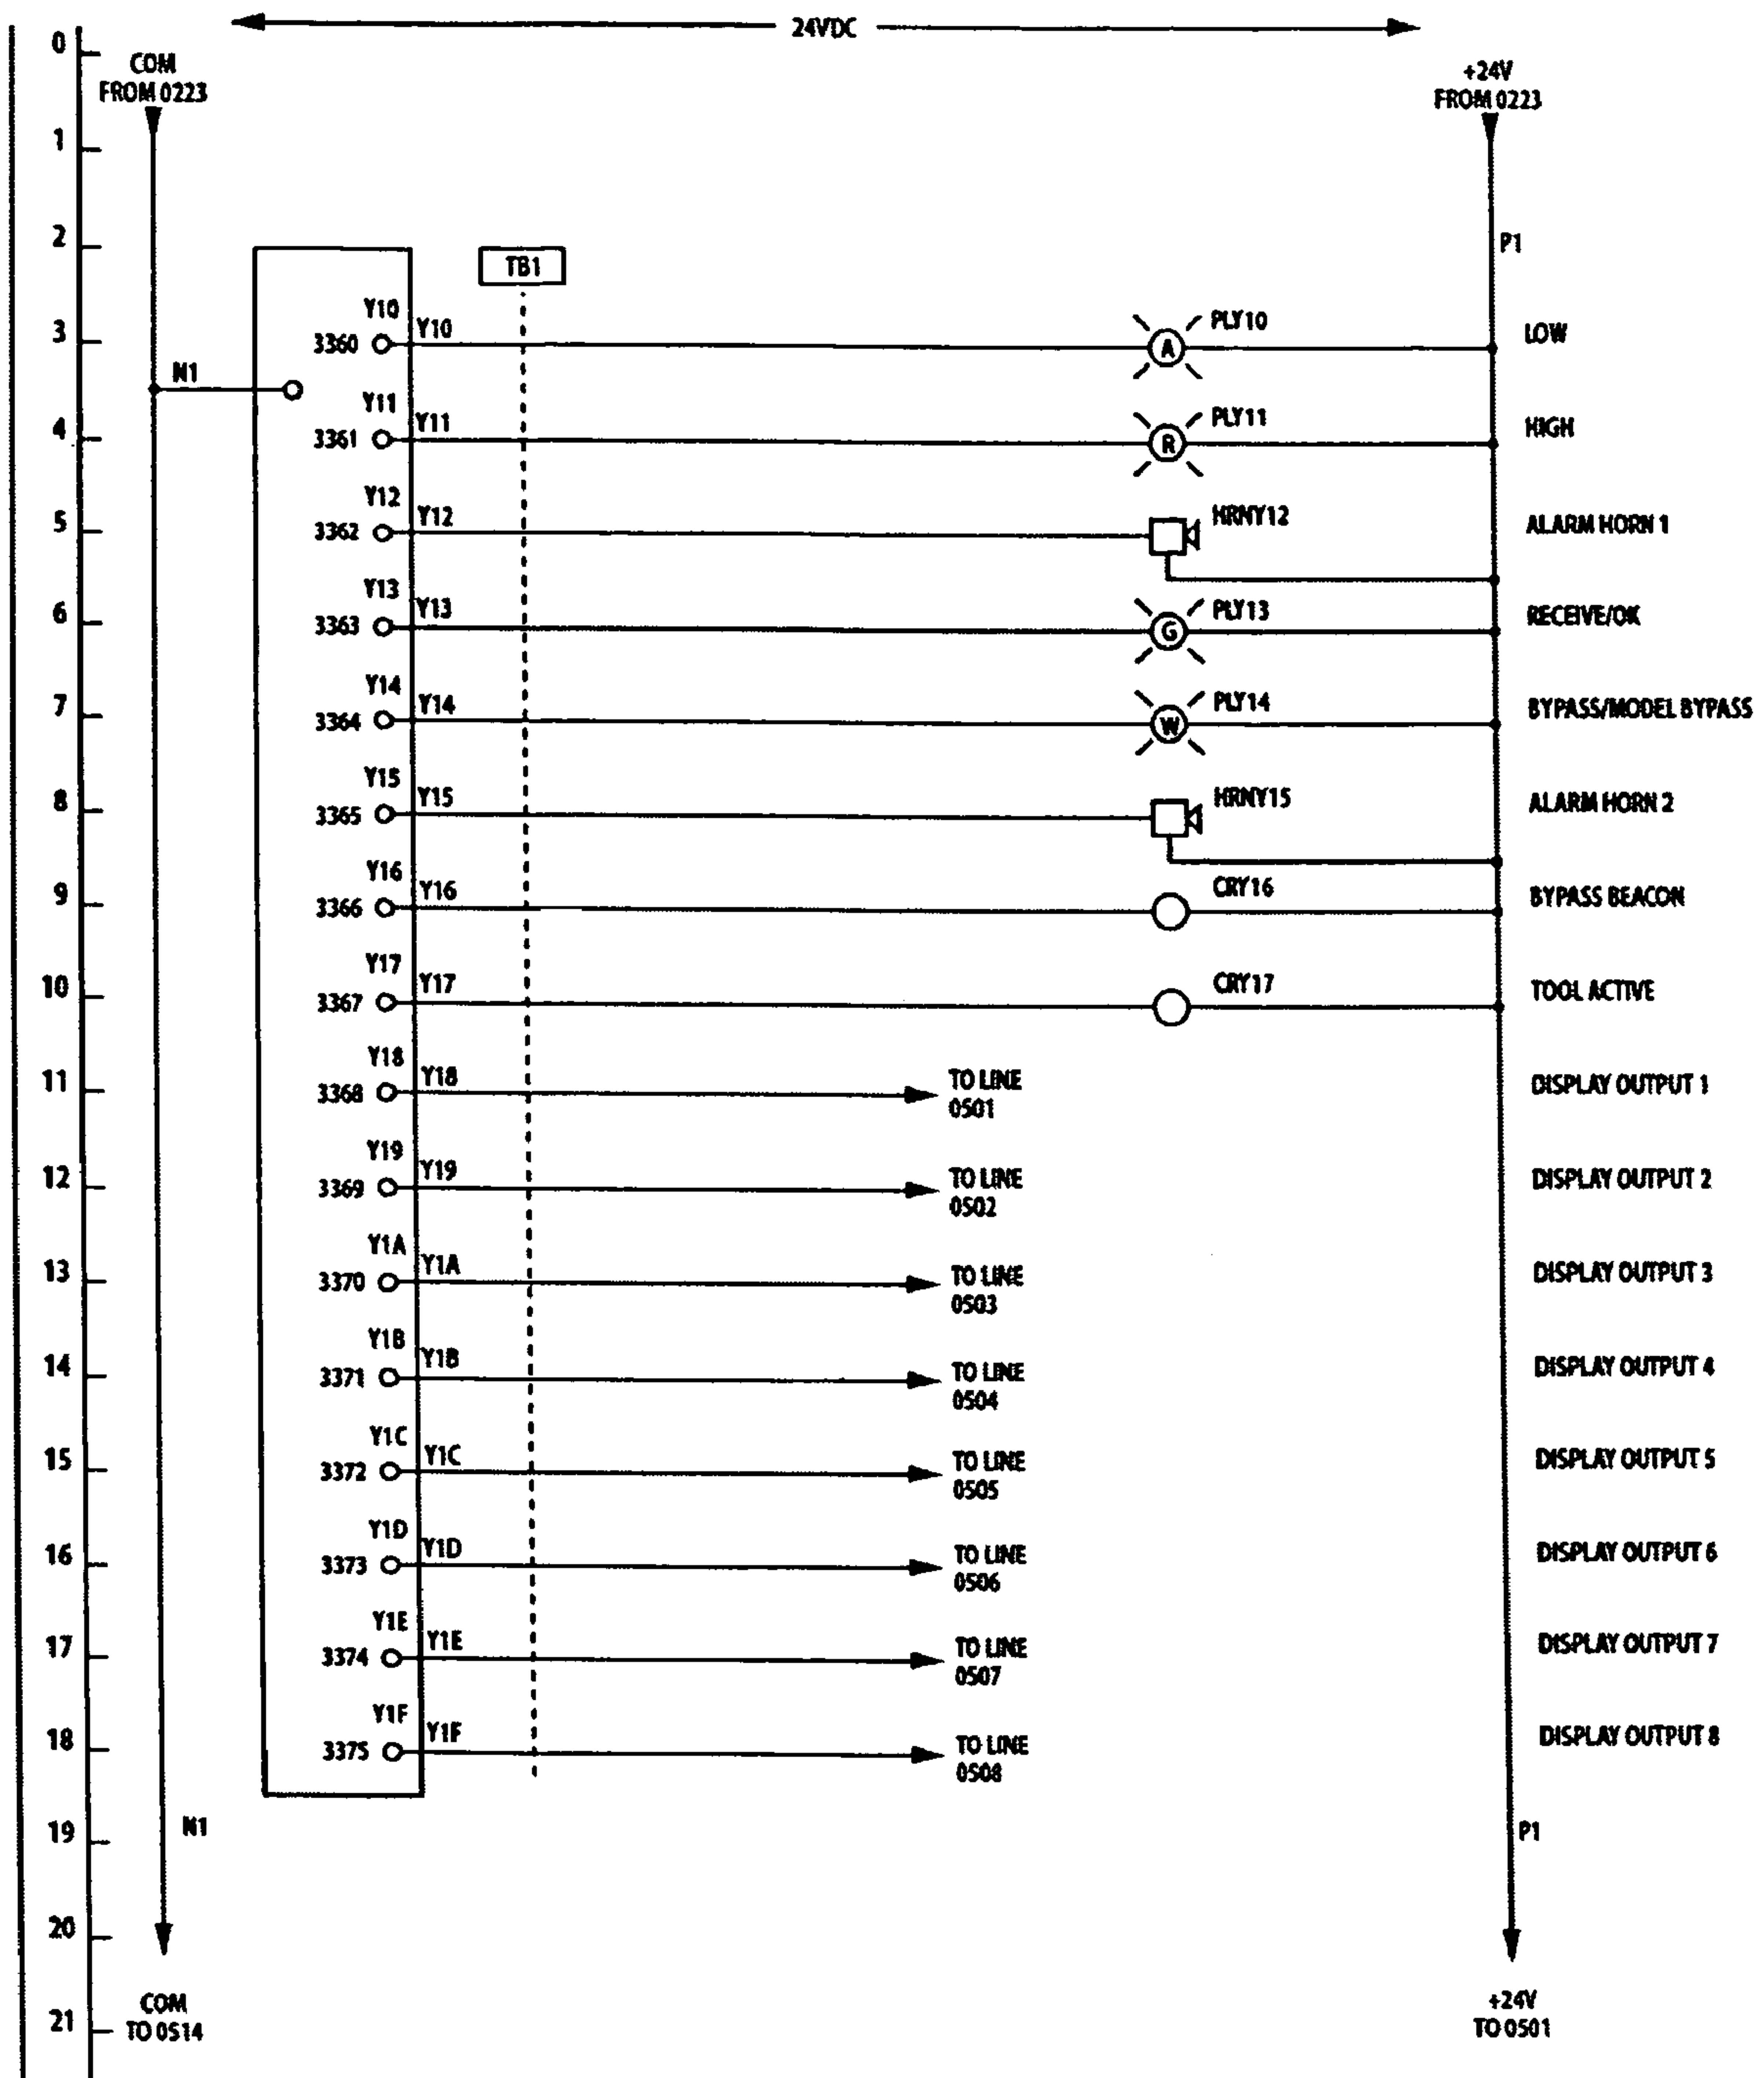 24VDC
0
COM
FROM 0223
+24V
FROM 0223
1
2
P1
TB1
Y10
3
3360
Y10
A
PLY10
LOW
N1
Y11
4
3361
Y11
R
PLY11
HIGH
Y12
5
3362
Y12
HRNY12
ALARM HORN 1
Y13
6
3363
Y13
G
PLY13
RECEIVE/OK
Y14
7
3364
Y14
W
PLY14
BYPASS/MODEL BYPASS
Y15
8
3365
Y15
HRNY15
ALARM HORN 2
Y16
9
3366
Y16
CRY16
BYPASS BEACON
Y17
10
3367
Y17
CRY17
TOOL ACTIVE
Y18
11
3368
Y18
TO LINE
0501
DISPLAY OUTPUT 1
Y19
12
3369
Y19
TO LINE
0502
DISPLAY OUTPUT 2
Y1A
13
3370
Y1A
TO LINE
0503
DISPLAY OUTPUT 3
Y1B
14
3371
Y1B
TO LINE
0504
DISPLAY OUTPUT 4
Y1C
15
3372
Y1C
TO LINE
0505
DISPLAY OUTPUT 5
Y1D
16
3373
Y1D
TO LINE
0506
DISPLAY OUTPUT 6
Y1E
17
3374
Y1E
TO LINE
0507
DISPLAY OUTPUT 7
Y1F
18
3375
Y1F
TO LINE
0508
DISPLAY OUTPUT 8
19
N1
P1
20
21
COM
TO 0514
+24V
TO 0501